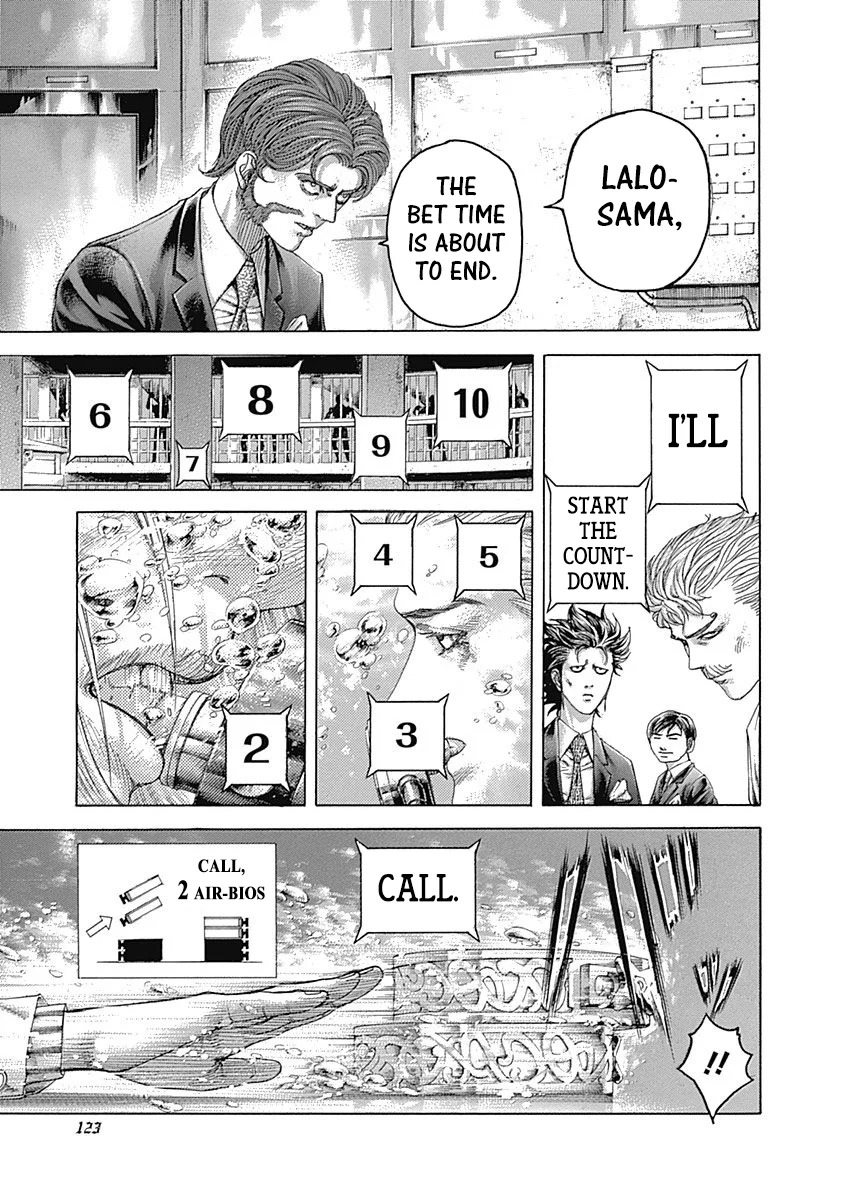 LALO-
SAMA,
THE
BET TIME
IS ABOUT
TO END.
I'LL
START
THE
COUNT-
DOWN.
10
9
8
7
6
5
4
3
2
CALL.
CALL,
2 AIR-BIOS
!!
123